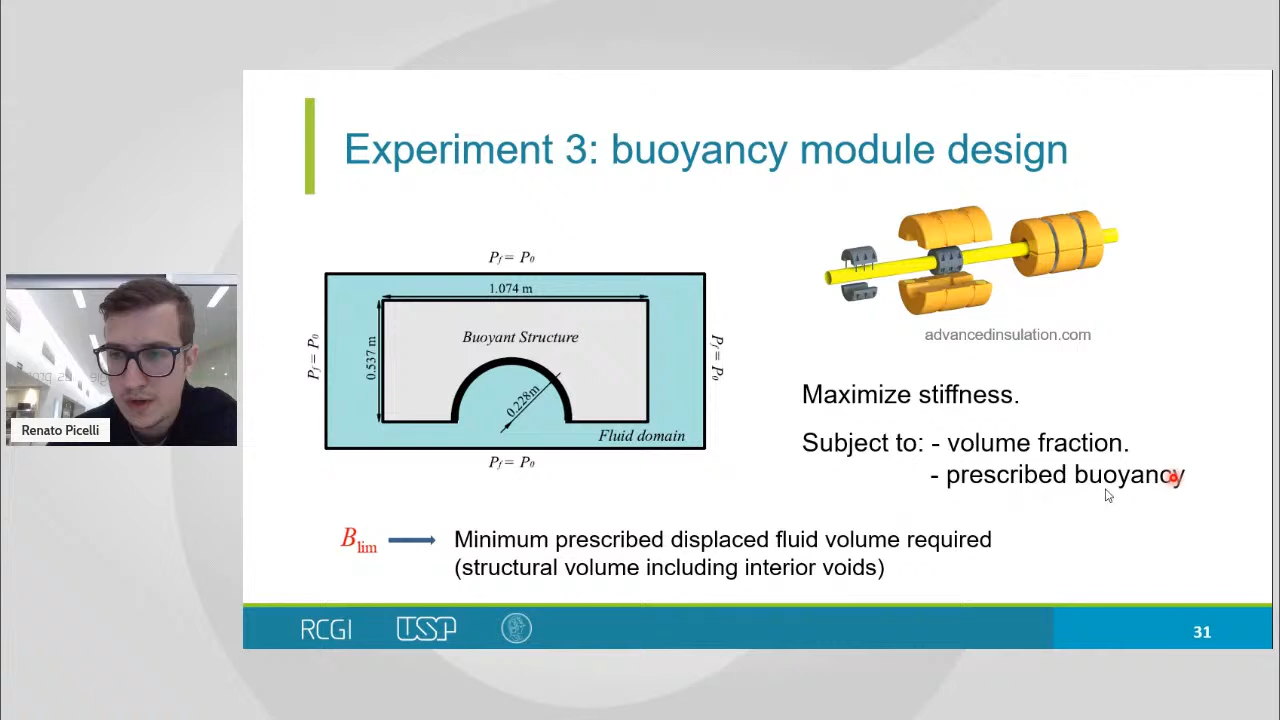 Experiment 3: buoyancy module design
P_f = P_0
1.074 m
P_f = P_0
0.537 m
Buoyant Structure
P_f = P_0
0.228m
Fluid domain
P_f = P_0
advancedinsulation.com
Maximize stiffness.
Subject to: - volume fraction.
- prescribed buoyancy
B_lim
Minimum prescribed displaced fluid volume required
(structural volume including interior voids)
Renato Picelli
RCGI
USP
31